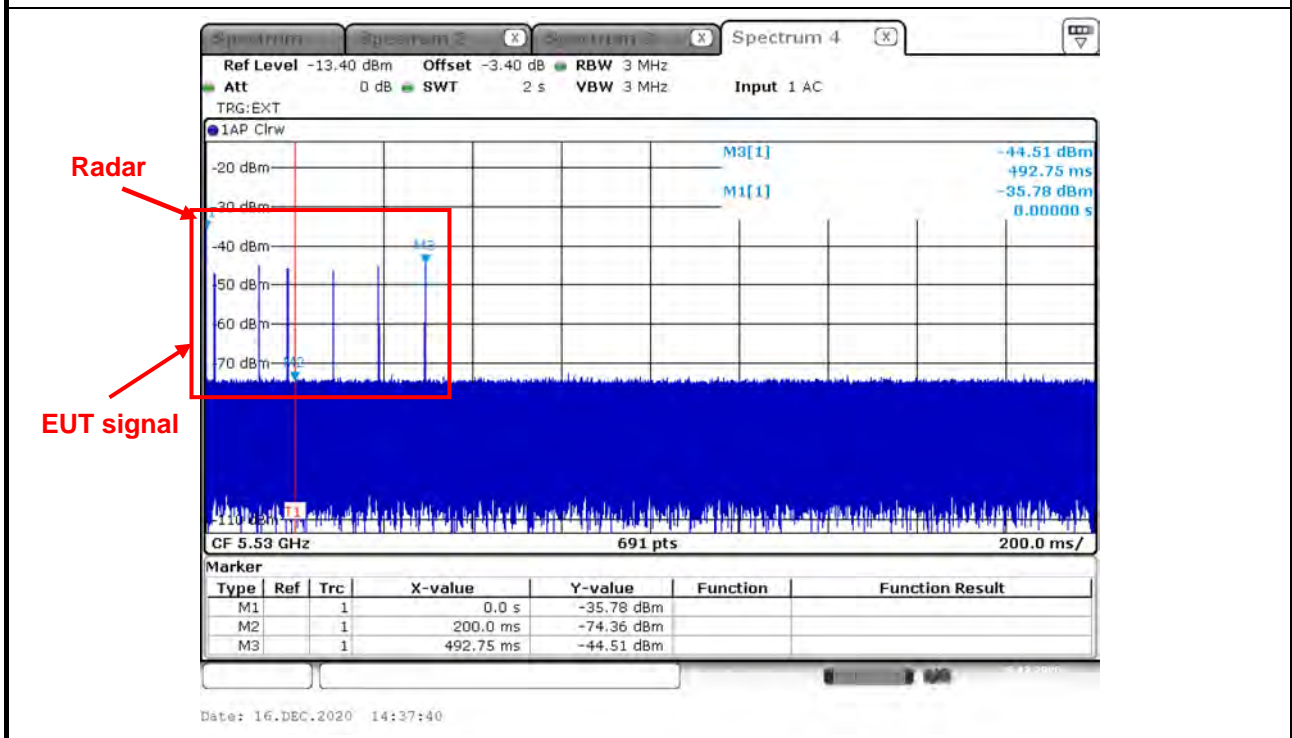 Spectrum 4
Ref Level -13.40 dBm Offset -3.40 dB RBW 3 MHz
Att 0 dB SWT 2 s VBW 3 MHz Input 1 AC
TRG:EXT
1AP Clrw
M3[1] -44.51 dBm
492.75 ms
M1[1] -35.78 dBm
0.00000 s
Radar
EUT signal
-20 dBm
-30 dBm
-40 dBm
M3
-50 dBm
-60 dBm
-70 dBm
M2
T1
-110 dBm
CF 5.53 GHz 691 pts 200.0 ms/
Marker
Type Ref Trc X-value Y-value Function Function Result
M1 1 0.0 s -35.78 dBm
M2 1 200.0 ms -74.36 dBm
M3 1 492.75 ms -44.51 dBm
Date: 16.DEC.2020 14:37:40